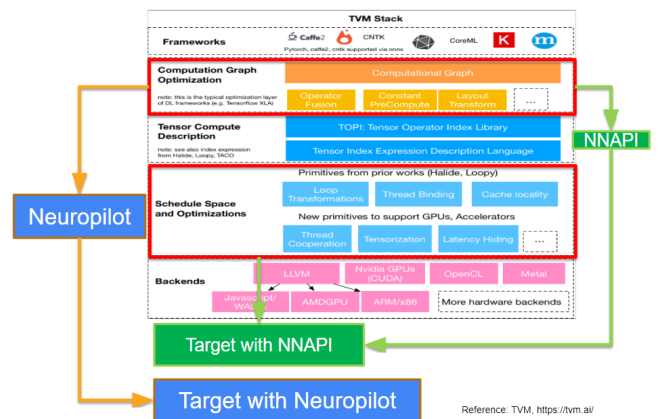 TVM Stack
Frameworks
Caffe2
CNTK
CoreML
K
m
Pytorch, caffe2, cntk supported via onnx
Computation Graph
Optimization
note: this is the typical optimization layer
of DL frameworks (e.g. Tensorflow XLA)
Computational Graph
Operator
Fusion
Constant
PreCompute
Layout
Transform
...
NNAPI
Tensor Compute
Description
note: see also index expression
from Halide, Loopy, TACO
TOPI: Tensor Operator Index Library
Tensor Index Expression Description Language
Neuropilot
Schedule Space
and Optimizations
Primitives from prior works (Halide, Loopy)
Loop
Transformations
Thread Binding
Cache locality
New primitives to support GPUs, Accelerators
Thread
Cooperation
Tensorization
Latency Hiding
...
Backends
LLVM
Nvidia GPUs
(CUDA)
OpenCL
Metal
Javascript/
AMDGPU
ARM/x86
More hardware backends
Target with NNAPI
Target with Neuropilot
Reference: TVM, https://tvm.ai/